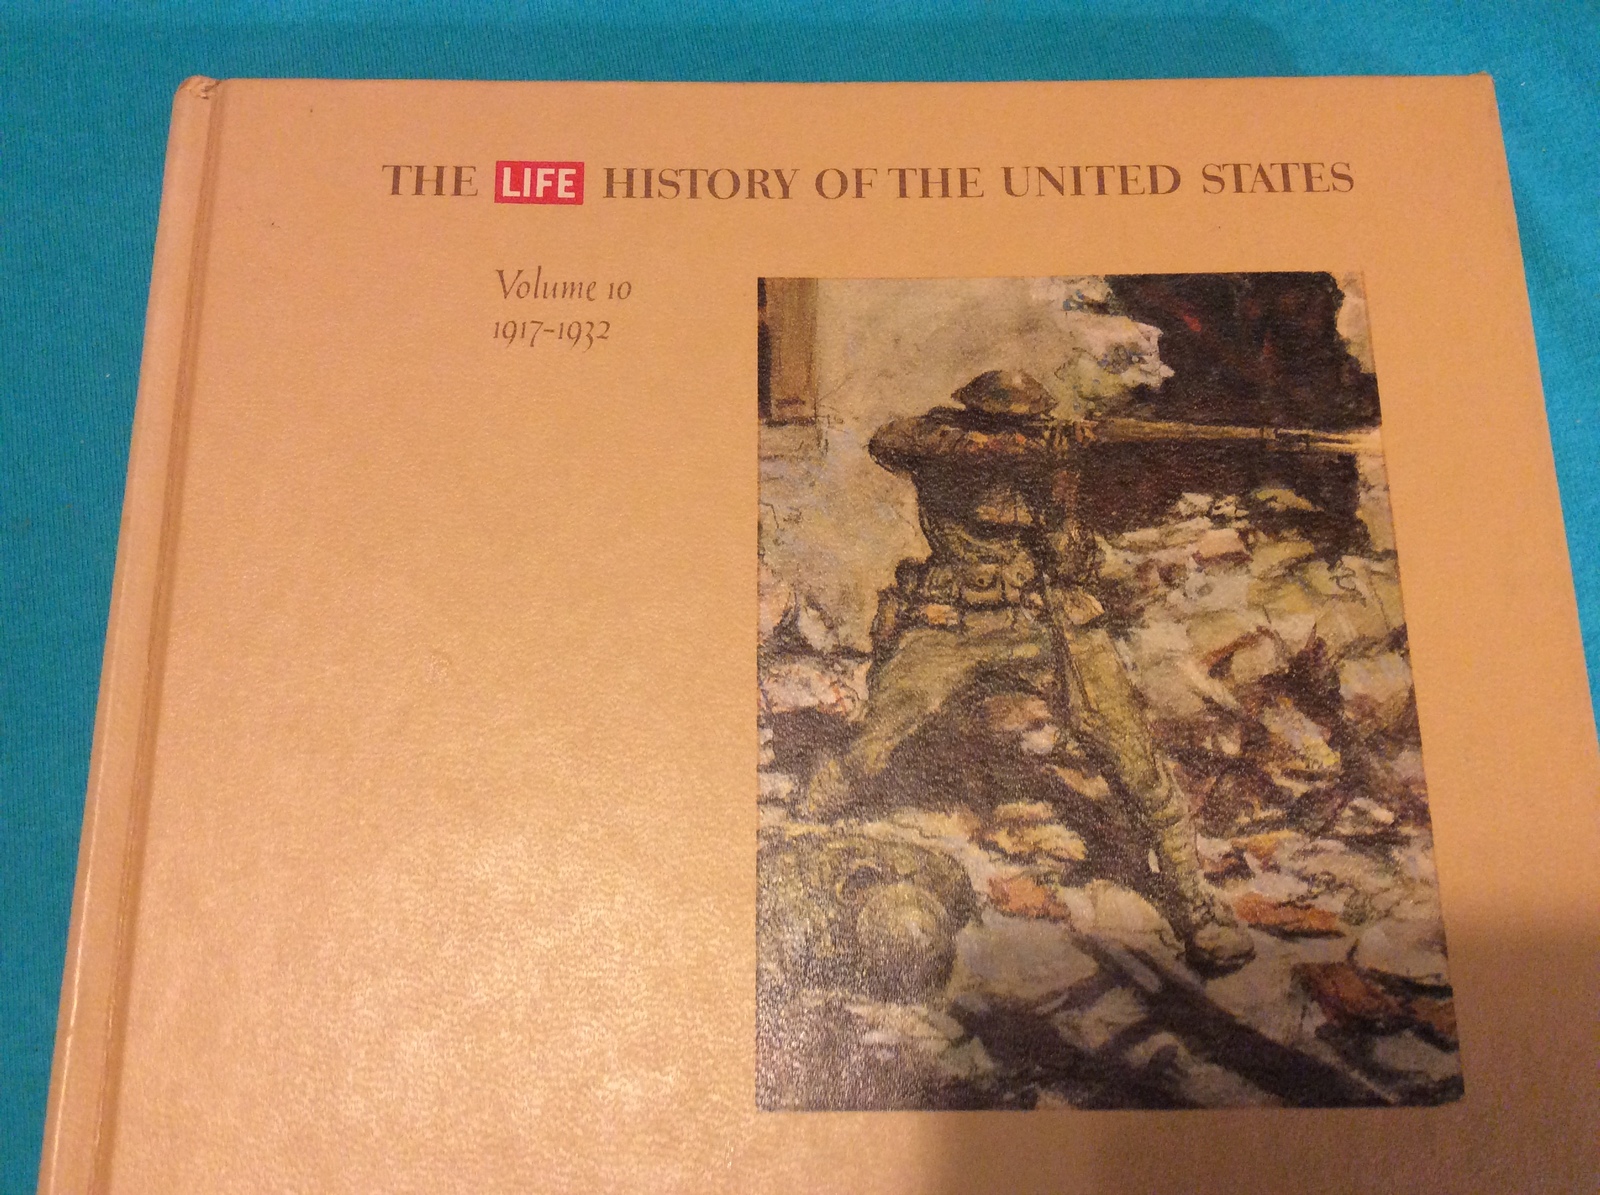 THE LIFE HISTORY OF THE UNITED STATES
Volume 10
1917-1932